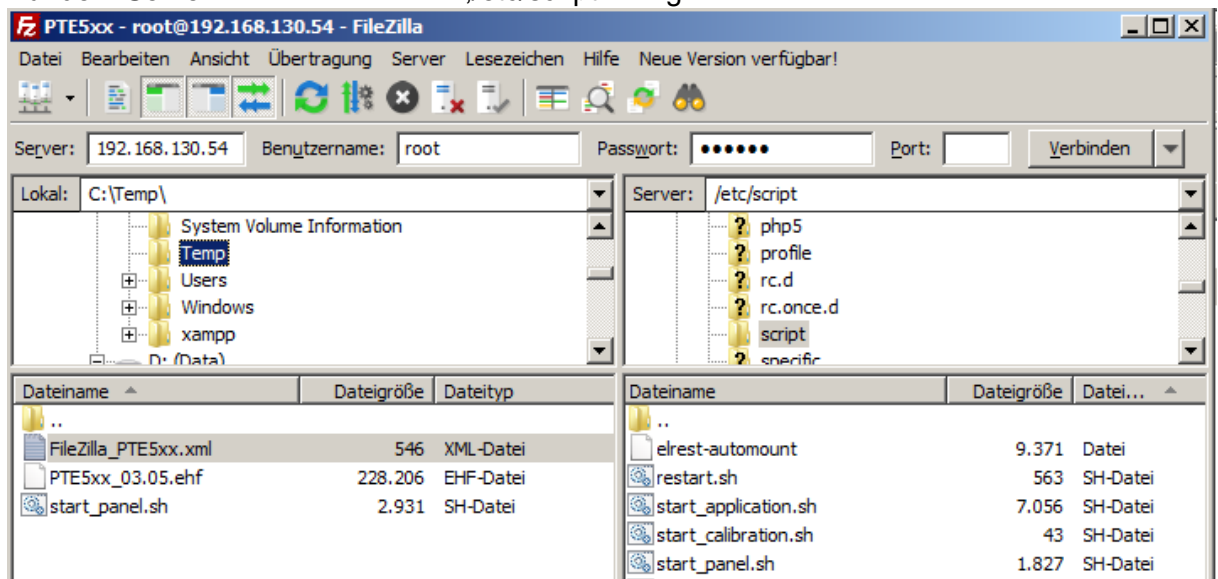 PTE5xx - root@192.168.130.54 - FileZilla
Datei Bearbeiten Ansicht Übertragung Server Lesezeichen Hilfe Neue Version verfügbar!
Server: 192.168.130.54 Benutzername: root Passwort: ●●●●●● Port: Verbinden
Lokal: C:\Temp\
System Volume Information
Temp
Users
Windows
xampp
D: (Data)
Server: /etc/script
php5
profile
rc.d
rc.once.d
script
specific
Dateiname Dateigröße Dateityp
..
FileZilla_PTE5xx.xml 546 XML-Datei
PTE5xx_03.05.ehf 228.206 EHF-Datei
start_panel.sh 2.931 SH-Datei
Dateiname Dateigröße Datei...
..
elrest-automount 9.371 Datei
restart.sh 563 SH-Datei
start_application.sh 7.056 SH-Datei
start_calibration.sh 43 SH-Datei
start_panel.sh 1.827 SH-Datei